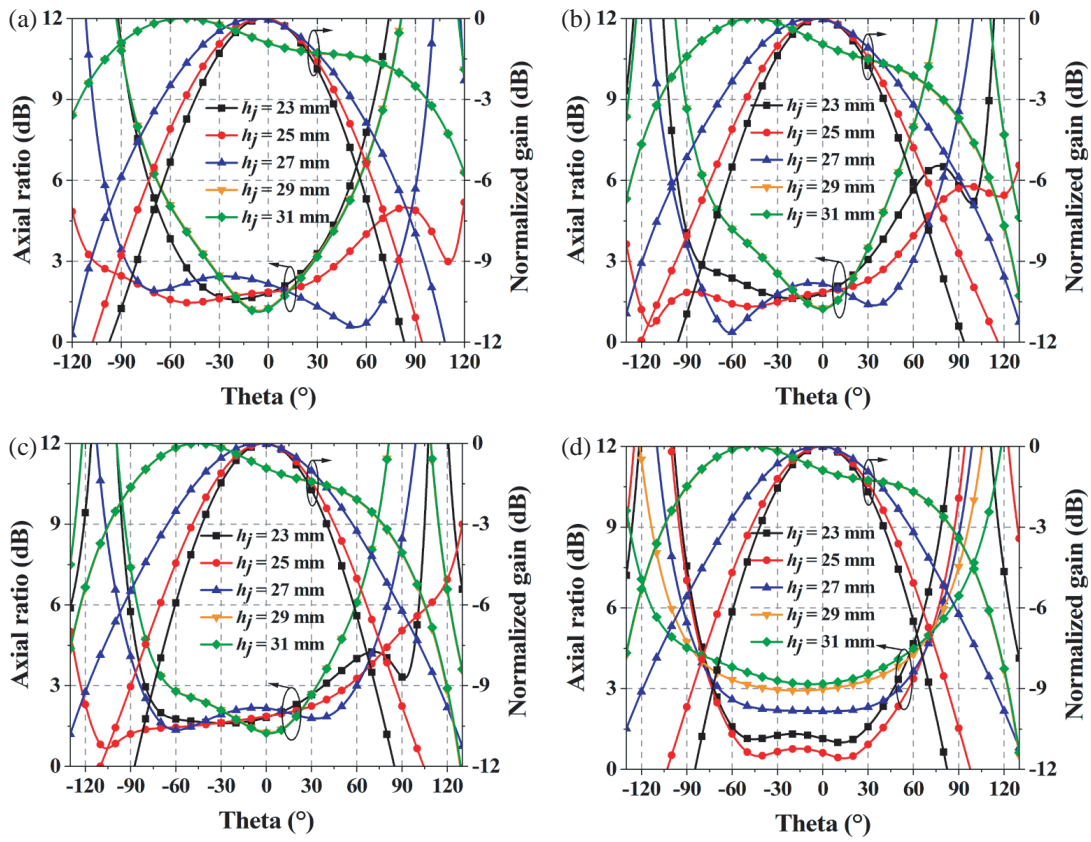 (a)
12
9
6
3
0
Axial ratio (dB)
0
-3
-6
-9
-12
Normalized gain (dB)
hj = 23 mm
hj = 25 mm
hj = 27 mm
hj = 29 mm
hj = 31 mm
-120 -90 -60 -30 0 30 60 90 120
Theta (°)
(b)
12
9
6
3
0
Axial ratio (dB)
0
-3
-6
-9
-12
Normalized gain (dB)
hj = 23 mm
hj = 25 mm
hj = 27 mm
hj = 29 mm
hj = 31 mm
-120 -90 -60 -30 0 30 60 90 120
Theta (°)
(c)
12
9
6
3
0
Axial ratio (dB)
0
-3
-6
-9
-12
Normalized gain (dB)
hj = 23 mm
hj = 25 mm
hj = 27 mm
hj = 29 mm
hj = 31 mm
-120 -90 -60 -30 0 30 60 90 120
Theta (°)
(d)
12
9
6
3
0
Axial ratio (dB)
0
-3
-6
-9
-12
Normalized gain (dB)
hj = 23 mm
hj = 25 mm
hj = 27 mm
hj = 29 mm
hj = 31 mm
-120 -90 -60 -30 0 30 60 90 120
Theta (°)